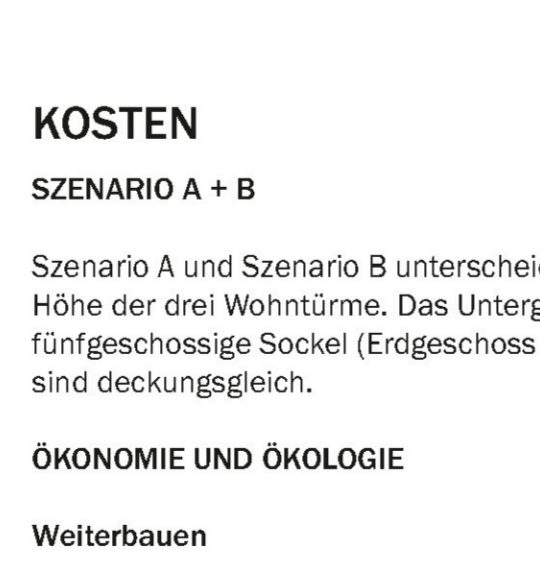 KOSTEN
SZENARIO A + B
Szenario A und Szenario B
Höhe der drei Wohntürme. Das
fünfgeschossige Sockel (Erdgeschoss
sind deckungsgleich.
ÖKONOMIE UND ÖKOLOGIE
Weiterbauen